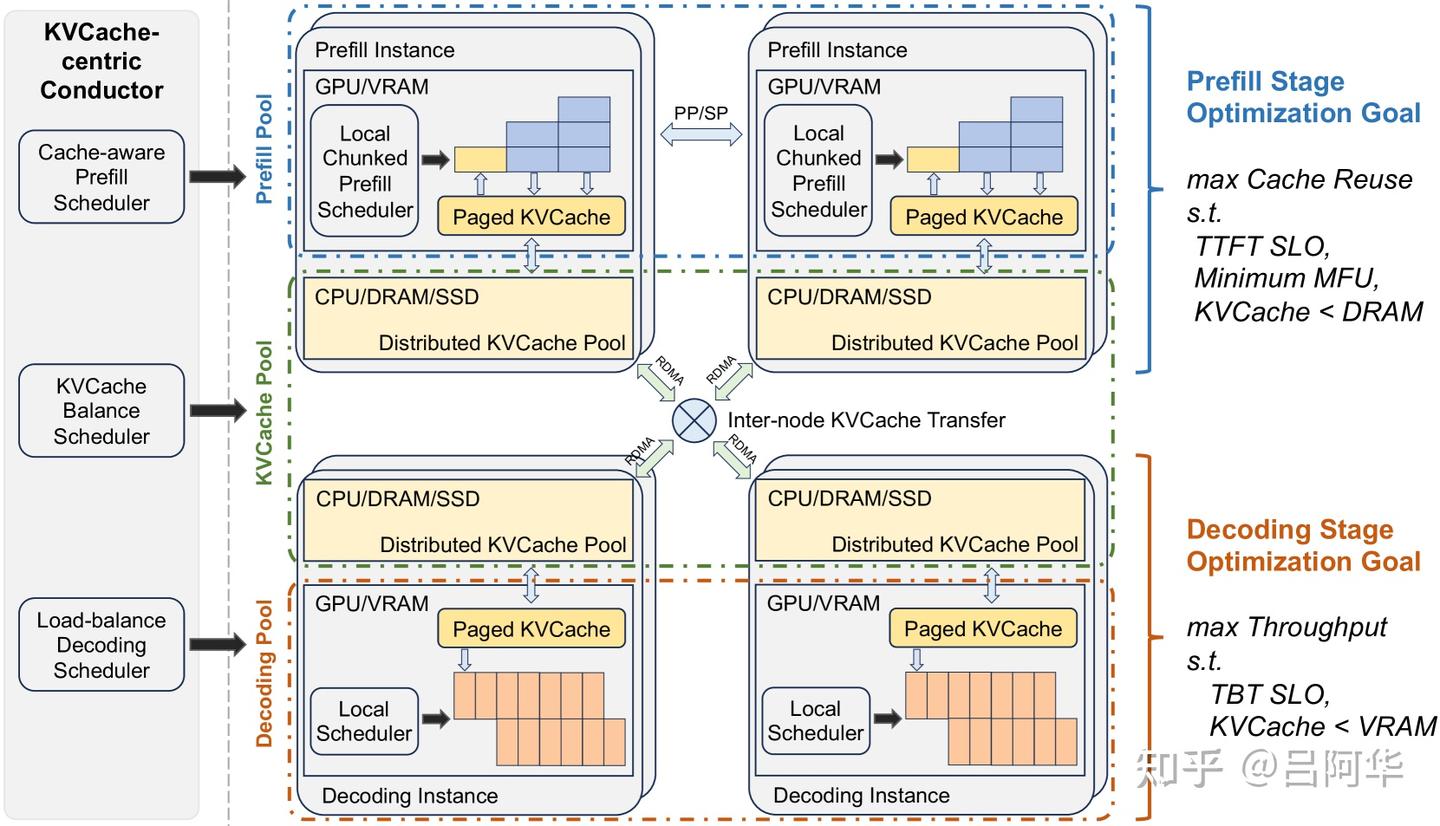 KVCache-
centric
Conductor
Cache-aware
Prefill
Scheduler
KVCache
Balance
Scheduler
Load-balance
Decoding
Scheduler
Prefill Pool
KVCache Pool
Decoding Pool
Prefill Instance
GPU/VRAM
Local
Chunked
Prefill
Scheduler
Paged KVCache
CPU/DRAM/SSD
Distributed KVCache Pool
PP/SP
Prefill Instance
GPU/VRAM
Local
Chunked
Prefill
Scheduler
Paged KVCache
CPU/DRAM/SSD
Distributed KVCache Pool
RDMA
RDMA
Inter-node KVCache Transfer
RDMA
RDMA
CPU/DRAM/SSD
Distributed KVCache Pool
GPU/VRAM
Paged KVCache
Local
Scheduler
Decoding Instance
CPU/DRAM/SSD
Distributed KVCache Pool
GPU/VRAM
Paged KVCache
Local
Scheduler
Decoding Instance
Prefill Stage
Optimization Goal
max Cache Reuse
s.t.
TTFT SLO,
Minimum MFU,
KVCache < DRAM
Decoding Stage
Optimization Goal
max Throughput
s.t.
TBT SLO,
KVCache < VRAM
知乎 @吕阿华